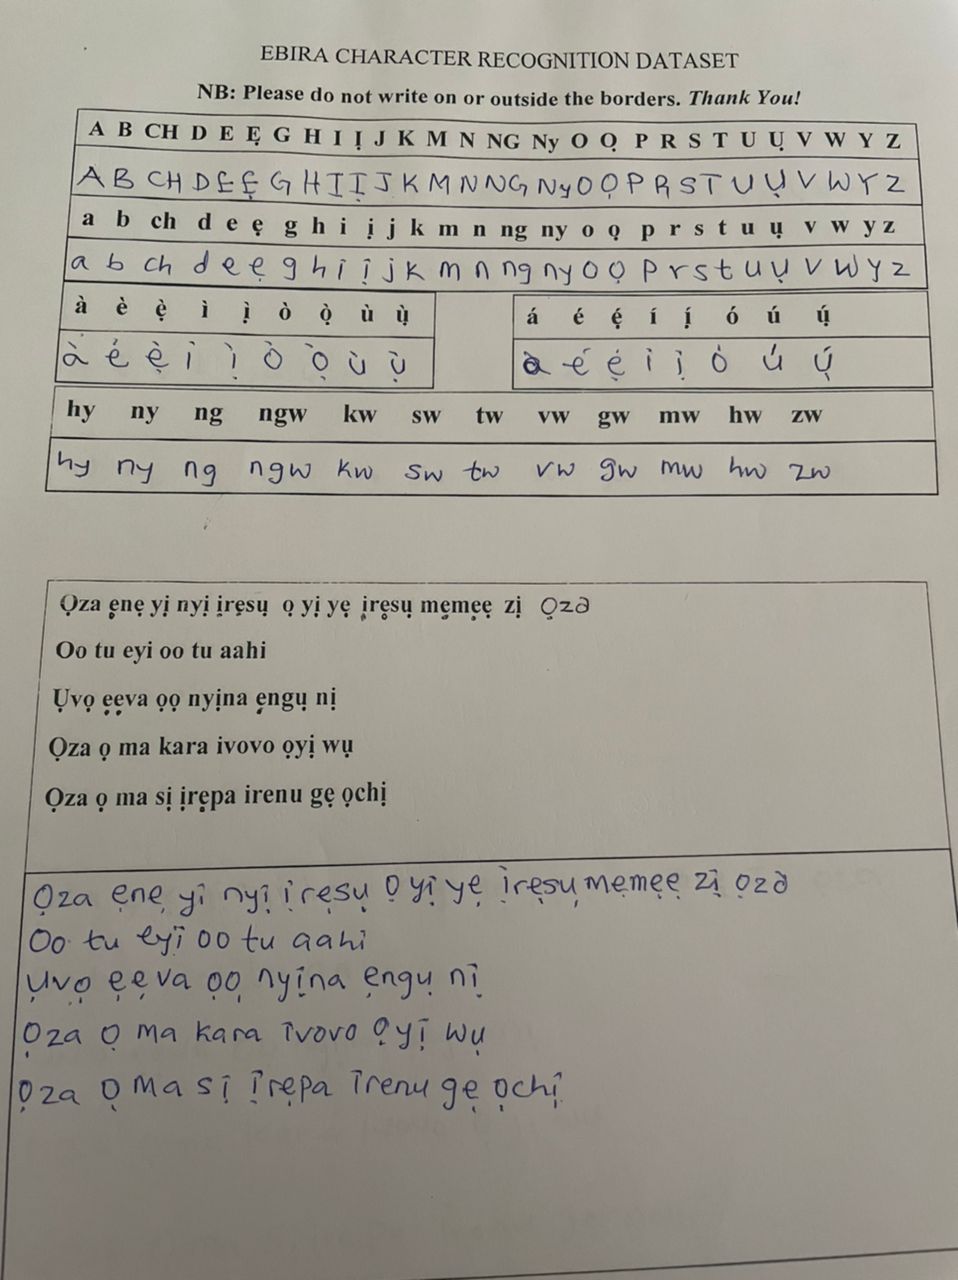 EBIRA CHARACTER RECOGNITION DATASET
NB: Please do not write on or outside the borders. Thank You!
A B CH D E Ẹ G H I Ị J K M N NG Ny O Ọ P R S T U Ụ V W Y Z
A B CH D E Ẹ G H I Ị J K M N NG Ny O Ọ P R S T U Ụ V W Y Z
a b ch d e ẹ g h i ị j k m n ng ny o ọ p r s t u ụ v w y z
a b ch d e ẹ g h i ị j k m n ng ny o ọ p r s t u ụ v w y z
à è ẹ̀ ì ị̀ ò ọ̀ ù ụ̀ á é ẹ́ í ị́ ó ú ụ́
à é ẹ̀ ì ị̀ ò ọ̀ ù ụ̀ à é ẹ́ i ị ó ú ụ́
hy ny ng ngw kw sw tw vw gw mw hw zw
hy ny ng ngw kw sw tw vw gw mw hw zw
Ọza ẹnẹ yị nyị ịrẹsụ ọ yị yẹ ịrẹsụ mẹmẹẹ zị ọza
Oo tu eyi oo tu aahi
Ụvọ ẹẹva ọọ nyịna ẹngụ nị
Ọza ọ ma kara ivovo ọyị wụ
Ọza ọ ma sị ịrẹpa irenu gẹ ọchị
Ọza ẹnẹ yi nyị ịrẹsụ ọ yị yẹ ịrẹsụ mẹmẹẹ zị ọza
Oo tu eyi oo tu aahi
Ụvọ ẹẹva ọọ nyịna ẹngụ nị
Ọza ọ ma kara ivovo ọyị wụ
Ọza ọ ma sị ịrẹpa irenu gẹ ọchị